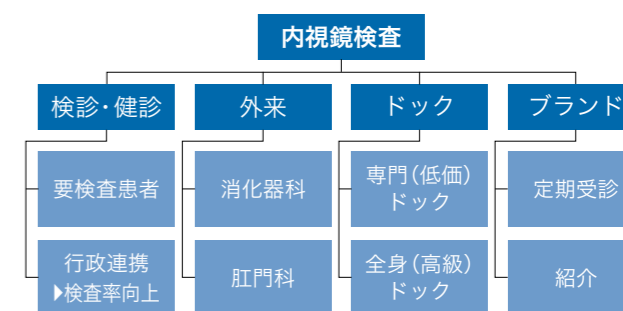 内視鏡検査
検診・健診
外来
ドック
ブランド
要検査患者
消化器科
専門(低価)
ドック
定期受診
行政連携
▶検査率向上
肛門科
全身(高級)
ドック
紹介